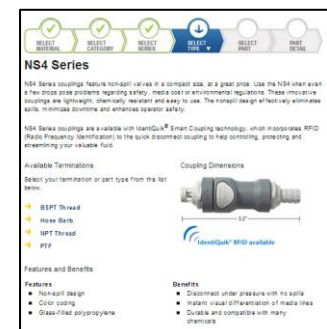 SELECT MATERIAL
SELECT CATEGORY
SELECT SERIES
SELECT TYPE
SELECT PART
PART DETAIL
NS4 Series
NS4 Series couplings feature non-spill valves in a compact size, at a great price. Use the NS4 when even
a few drops pose problems regarding safety, media cost or environmental regulations. These innovative
couplings are lightweight, chemically resistant and easy to use. The nonspill design effectively eliminates
spills, minimizes downtime and enhances operator safety.
NS4 Series couplings are available with IdentiQuik® Smart Coupling technology, which incorporates RFID
(Radio Frequency Identification) to the quick disconnect coupling to help controlling, protecting and
streamlining your valuable fluid.
Available Terminations
Select your termination or part type from the list
below.
BSPT Thread
Hose Barb
NPT Thread
PTF
Coupling Dimensions
3.2"
IdentiQuik® RFID available
Features and Benefits
Features
Non-spill design
Color coding
Glass-filled polypropylene
Benefits
Disconnect under pressure with no spills
Instant visual differentiation of media lines
Durable and compatible with many
chemicals